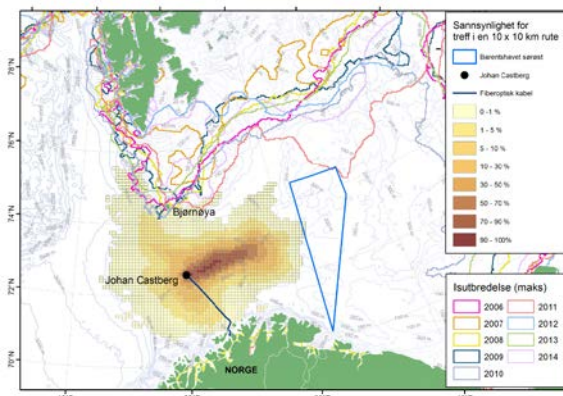 Sannsynlighet for
treff i en 10 x 10 km rute
0 -1 %
1 - 5 %
5 - 10 %
10 - 30 %
30 - 50 %
50 - 70 %
70 - 90 %
90 - 100%
Barentshavet sørøst
Johan Castberg
Fiberoptek kabel
78°N
76°N
74°N
72°N
70°N
Bjørnøya
Johan Castberg
NORGE
Isutbredelse (maks)
2006
2007
2008
2009
2010
2011
2012
2013
2014